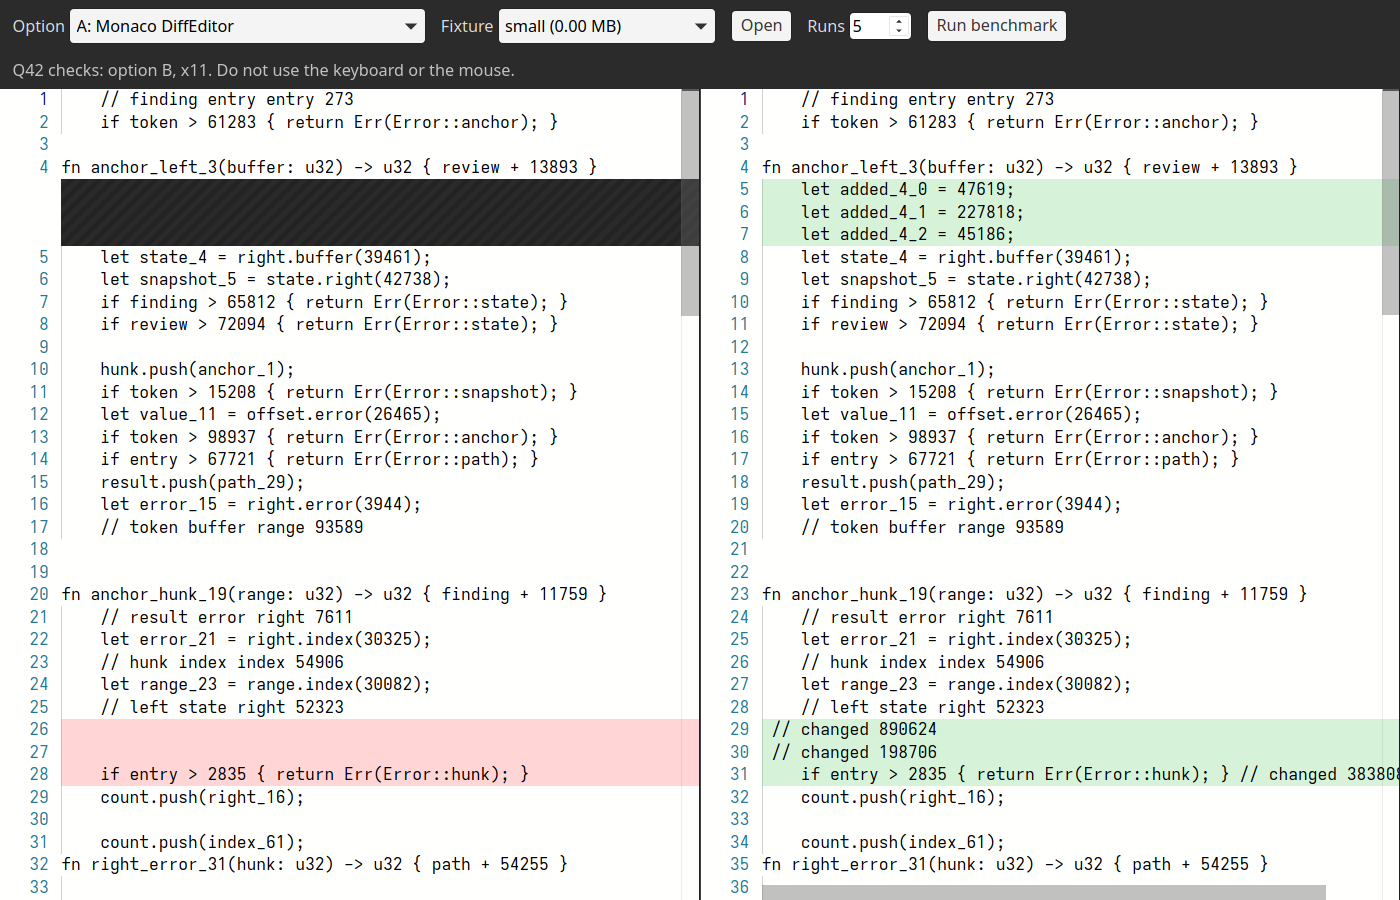 Option A: Monaco DiffEditor Fixture small (0.00 MB) Open Runs 5 Run benchmark
Q42 checks: option B, x11. Do not use the keyboard or the mouse.
1 // finding entry entry 273
2 if token > 61283 { return Err(Error::anchor); }
3
4 fn anchor_left_3(buffer: u32) -> u32 { review + 13893 }
5 let state_4 = right.buffer(39461);
6 let snapshot_5 = state.right(42738);
7 if finding > 65812 { return Err(Error::state); }
8 if review > 72094 { return Err(Error::state); }
9
10 hunk.push(anchor_1);
11 if token > 15208 { return Err(Error::snapshot); }
12 let value_11 = offset.error(26465);
13 if token > 98937 { return Err(Error::anchor); }
14 if entry > 67721 { return Err(Error::path); }
15 result.push(path_29);
16 let error_15 = right.error(3944);
17 // token buffer range 93589
18
19
20 fn anchor_hunk_19(range: u32) -> u32 { finding + 11759 }
21 // result error right 7611
22 let error_21 = right.index(30325);
23 // hunk index index 54906
24 let range_23 = range.index(30082);
25 // left state right 52323
26
27
28 if entry > 2835 { return Err(Error::hunk); }
29 count.push(right_16);
30
31 count.push(index_61);
32 fn right_error_31(hunk: u32) -> u32 { path + 54255 }
33
1 // finding entry entry 273
2 if token > 61283 { return Err(Error::anchor); }
3
4 fn anchor_left_3(buffer: u32) -> u32 { review + 13893 }
5 let added_4_0 = 47619;
6 let added_4_1 = 227818;
7 let added_4_2 = 45186;
8 let state_4 = right.buffer(39461);
9 let snapshot_5 = state.right(42738);
10 if finding > 65812 { return Err(Error::state); }
11 if review > 72094 { return Err(Error::state); }
12
13 hunk.push(anchor_1);
14 if token > 15208 { return Err(Error::snapshot); }
15 let value_11 = offset.error(26465);
16 if token > 98937 { return Err(Error::anchor); }
17 if entry > 67721 { return Err(Error::path); }
18 result.push(path_29);
19 let error_15 = right.error(3944);
20 // token buffer range 93589
21
22
23 fn anchor_hunk_19(range: u32) -> u32 { finding + 11759 }
24 // result error right 7611
25 let error_21 = right.index(30325);
26 // hunk index index 54906
27 let range_23 = range.index(30082);
28 // left state right 52323
29 // changed 890624
30 // changed 198706
31 if entry > 2835 { return Err(Error::hunk); } // changed
32 count.push(right_16);
33
34 count.push(index_61);
35 fn right_error_31(hunk: u32) -> u32 { path + 54255 }
36